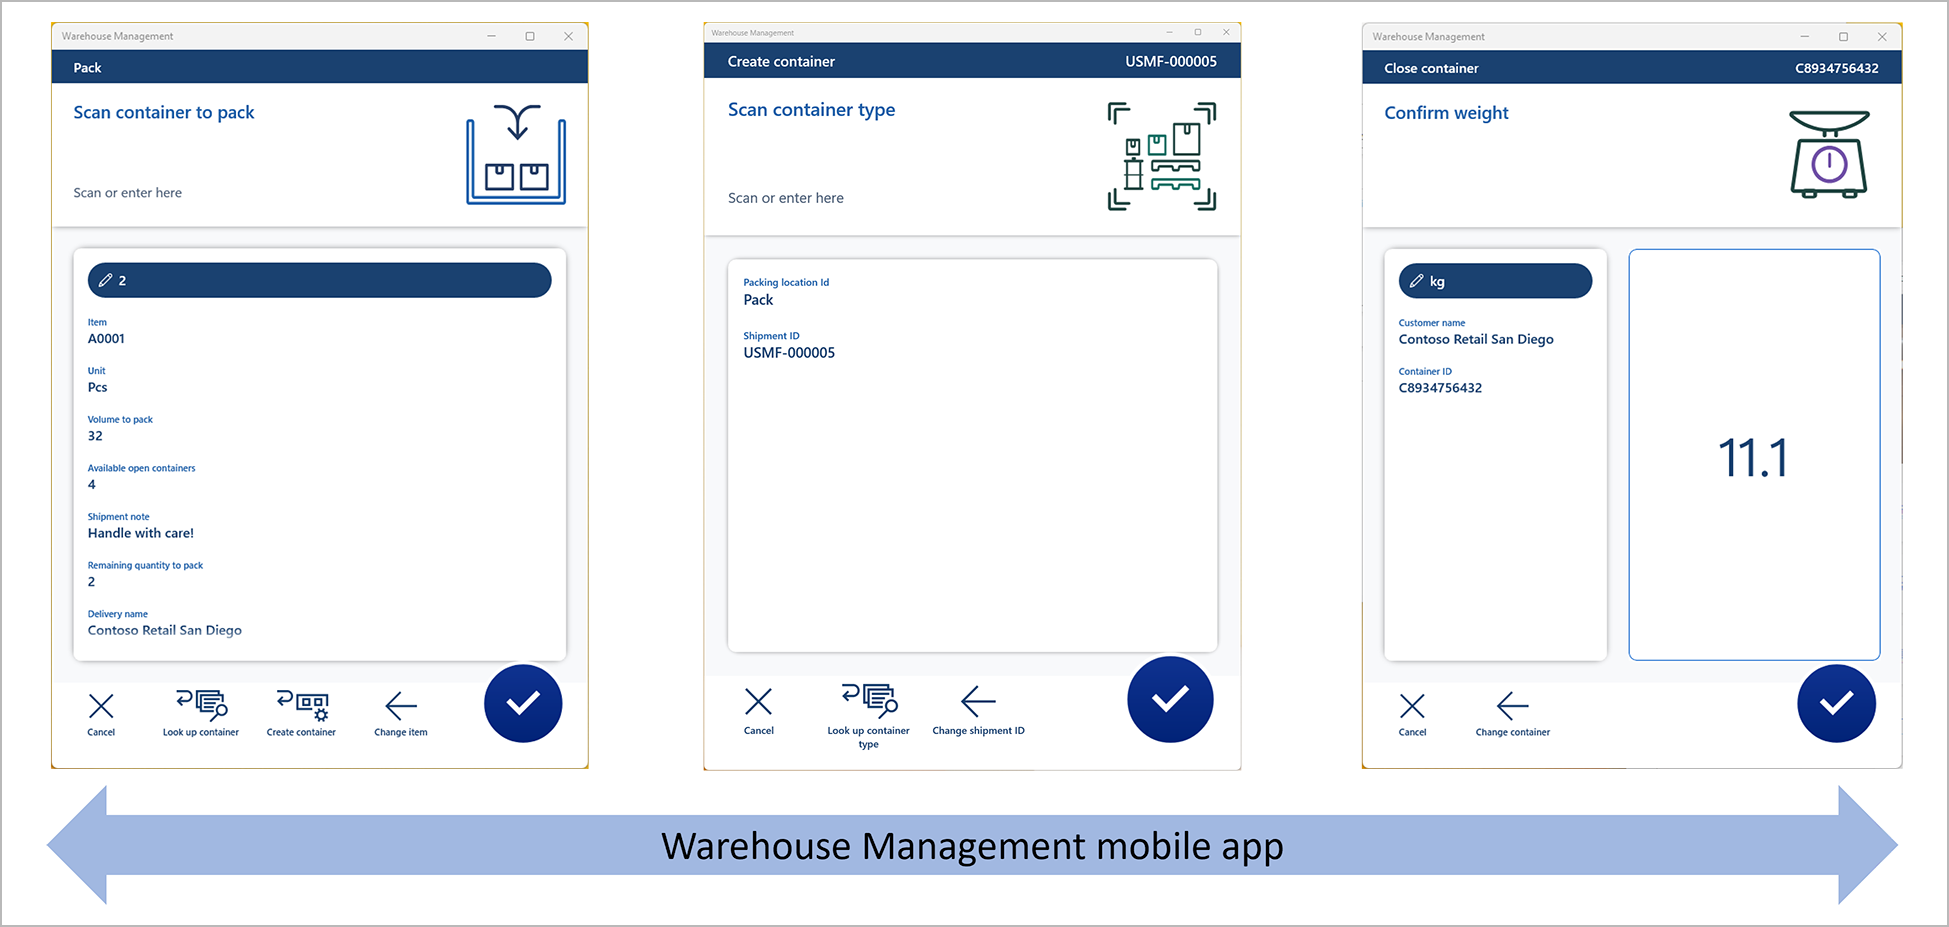 Warehouse Management
Pack
Scan container to pack
Scan or enter here
2
Item
A0001
Unit
Pcs
Volume to pack
32
Available open containers
4
Shipment note
Handle with care!
Remaining quantity to pack
2
Delivery name
Contoso Retail San Diego
Cancel
Look up container
Create container
Change item
Warehouse Management
Create container
USMF-000005
Scan container type
Scan or enter here
Packing location Id
Pack
Shipment ID
USMF-000005
Cancel
Look up container
type
Change shipment ID
Warehouse Management
Close container
C8934756432
Confirm weight
kg
Customer name
Contoso Retail San Diego
Container ID
C8934756432
11.1
Cancel
Change container
Warehouse Management mobile app